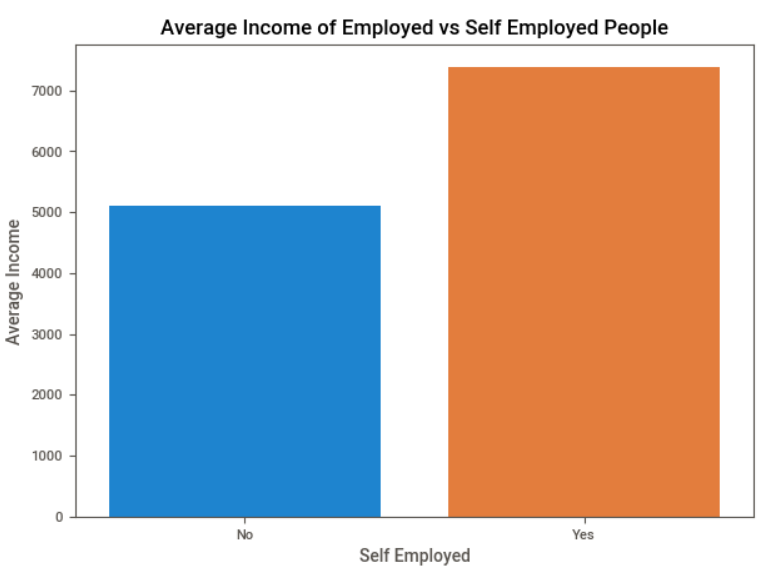 Average Income of Employed vs Self Employed People
7000
6000
5000
4000
3000
2000
1000
0
Average Income
No
Yes
Self Employed